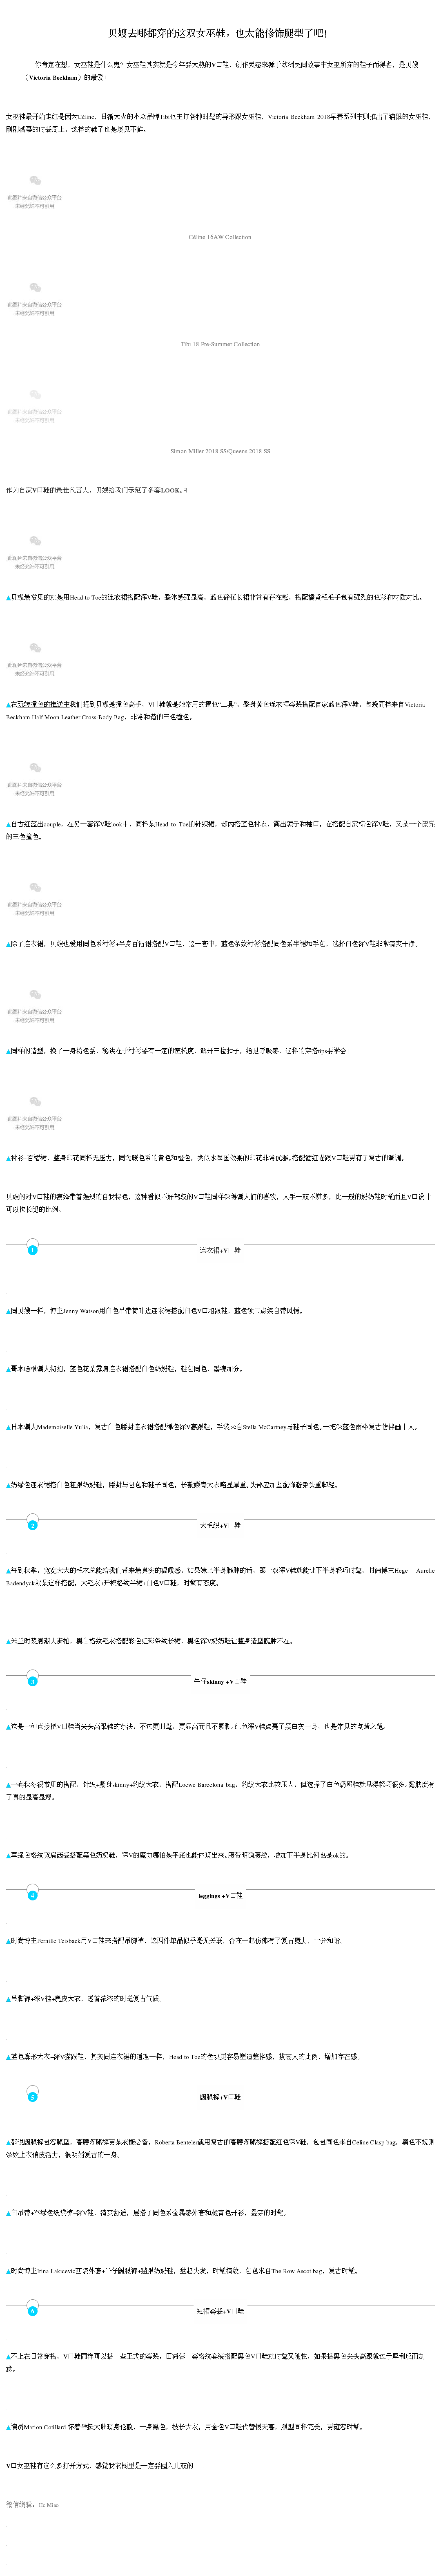 贝嫂去哪都穿的这双女巫鞋，也太能修饰腿型了吧！
你肯定在想，女巫鞋是什么鬼？女巫鞋其实就是今年要大热的V口鞋，创作灵感来源于欧洲民间故事中女巫所穿的鞋子而得名，是贝嫂
（Victoria Beckham）的最爱！
女巫鞋最开始走红是因为Céline，日渐大火的小众品牌Tibi也主打各种时髦的异形跟女巫鞋，Victoria Beckham 2018早春系列中则推出了猫跟的女巫鞋，
刚刚落幕的时装周上，这样的鞋子也是屡见不鲜。
此图片来自微信公众平台
未经允许不可引用
Céline 16AW Collection
此图片来自微信公众平台
未经允许不可引用
Tibi 18 Pre-Summer Collection
此图片来自微信公众平台
未经允许不可引用
Simon Miller 2018 SS/Queens 2018 SS
作为自家V口鞋的最佳代言人，贝嫂给我们示范了多套LOOK。☟
此图片来自微信公众平台
未经允许不可引用
▲贝嫂最常见的就是用Head to Toe的连衣裙搭配深V鞋，整体感强显高，蓝色碎花长裙非常有存在感，搭配橘黄毛毛手包有强烈的色彩和材质对比。
此图片来自微信公众平台
未经允许不可引用
▲在玩转撞色的推送中我们提到贝嫂是撞色高手，V口鞋就是她常用的撞色“工具”，整身黄色连衣裙套装搭配自家蓝色深V鞋，包袋同样来自Victoria
Beckham Half Moon Leather Cross-Body Bag，非常和谐的三色撞色。
此图片来自微信公众平台
未经允许不可引用
▲自古红蓝出couple，在另一套深V鞋look中，同样是Head to Toe的针织裙，却内搭蓝色衬衣，露出领子和袖口，在搭配自家棕色深V鞋，又是一个漂亮
的三色撞色。
此图片来自微信公众平台
未经允许不可引用
▲除了连衣裙，贝嫂也爱用同色系衬衫+半身百褶裙搭配V口鞋，这一套中，蓝色条纹衬衫搭配同色系半裙和手包，选择白色深V鞋非常清爽干净。
此图片来自微信公众平台
未经允许不可引用
▲同样的造型，换了一身粉色系，秘诀在于衬衫要有一定的宽松度，解开三粒扣子，给足呼吸感，这样的穿搭tips要学会！
此图片来自微信公众平台
未经允许不可引用
▲衬衫+百褶裙，整身印花同样无压力，同为暖色系的黄色和橙色，类似水墨画效果的印花非常优雅。搭配酒红猫跟V口鞋更有了复古的调调。
贝嫂的对V口鞋的演绎带着强烈的自我特色，这种看似不好驾驭的V口鞋同样深得潮人们的喜欢，人手一双不嫌多，比一般的奶奶鞋时髦而且V口设计
可以拉长腿的比例。
1
连衣裙+V口鞋
▲同贝嫂一样，博主Jenny Watson用白色吊带荷叶边连衣裙搭配白色V口粗跟鞋，蓝色领巾点缀自带风情。
▲哥本哈根潮人街拍，蓝色花朵露肩连衣裙搭配白色奶奶鞋，鞋包同色，墨镜加分。
▲日本潮人Mademoiselle Yulia，复古白色腰封连衣裙搭配裸色深V高跟鞋，手袋来自Stella McCartney与鞋子同色。一把深蓝色雨伞复古仿佛画中人。
▲奶绿色连衣裙搭白色粗跟奶奶鞋，腰封与包包和鞋子同色，长款藏青大衣略显厚重。头部应加些配饰避免头重脚轻。
2
大毛织+V口鞋
▲每到秋季，宽宽大大的毛衣总能给我们带来最真实的温暖感，如果嫌上半身臃肿的话，那一双深V鞋就能让下半身轻巧时髦，时尚博主Hege Aurelie
Badendyck就是这样搭配，大毛衣+开衩格纹半裙+白色V口鞋，时髦有态度。
▲米兰时装周潮人街拍，黑白格纹毛衣搭配彩色虹彩条纹长裙，黑色深V奶奶鞋让整身造型臃肿不在。
3
牛仔skinny +V口鞋
▲这是一种直接把V口鞋当尖头高跟鞋的穿法，不过更时髦，更显高而且不累脚。红色深V鞋点亮了黑白灰一身，也是常见的点睛之笔。
▲一套秋冬很常见的搭配，针织+紧身skinny+豹纹大衣，搭配Loewe Barcelona bag，豹纹大衣比较压人，但选择了白色奶奶鞋就显得轻巧很多。露肤度有
了真的显高显瘦。
▲军绿色格纹宽肩西装搭配黑色奶奶鞋，深V的魔力哪怕是平底也能体现出来。腰带明确腰线，增加下半身比例也是ok的。
4
leggings +V口鞋
▲时尚博主Pernille Teisbaek用V口鞋来搭配吊脚裤，这两件单品似乎毫无关联，合在一起仿佛有了复古魔力，十分和谐。
▲吊脚裤+深V鞋+麂皮大衣，透着浓浓的时髦复古气质。
▲蓝色廓形大衣+深V猫跟鞋，其实同连衣裙的道理一样，Head to Toe的色块更容易塑造整体感，拔高人的比例，增加存在感。
5
阔腿裤+V口鞋
▲都说阔腿裤包容腿型，高腰阔腿裤更是衣橱必备，Roberta Benteler就用复古的高腰阔腿裤搭配红色深V鞋，包包同色来自Celine Clasp bag，黑色不规则
条纹上衣俏皮活力，很明媚复古的一身。
▲白吊带+军绿色纸袋裤+深V鞋，清爽舒适，层搭了同色系金属感外套和藏青色开衫，叠穿的时髦。
▲时尚博主Irina Lakicevic西装外套+牛仔阔腿裤+猫跟奶奶鞋，盘起头发，时髦精致，包包来自The Row Ascot bag，复古时髦。
6
短裙套装+V口鞋
▲不止在日常穿搭，V口鞋同样可以搭一些正式的套装，田海蓉一套格纹套装搭配黑色V口鞋就时髦又随性，如果搭黑色尖头高跟就过于犀利反而刻
意。
▲演员Marion Cotillard 怀着孕挺大肚现身伦敦，一身黑色，披长大衣，用金色V口鞋代替恨天高，腿型同样完美，更雍容时髦。
V口女巫鞋有这么多打开方式，感觉我衣橱里是一定要囤入几双的！
微信编辑：He Miao